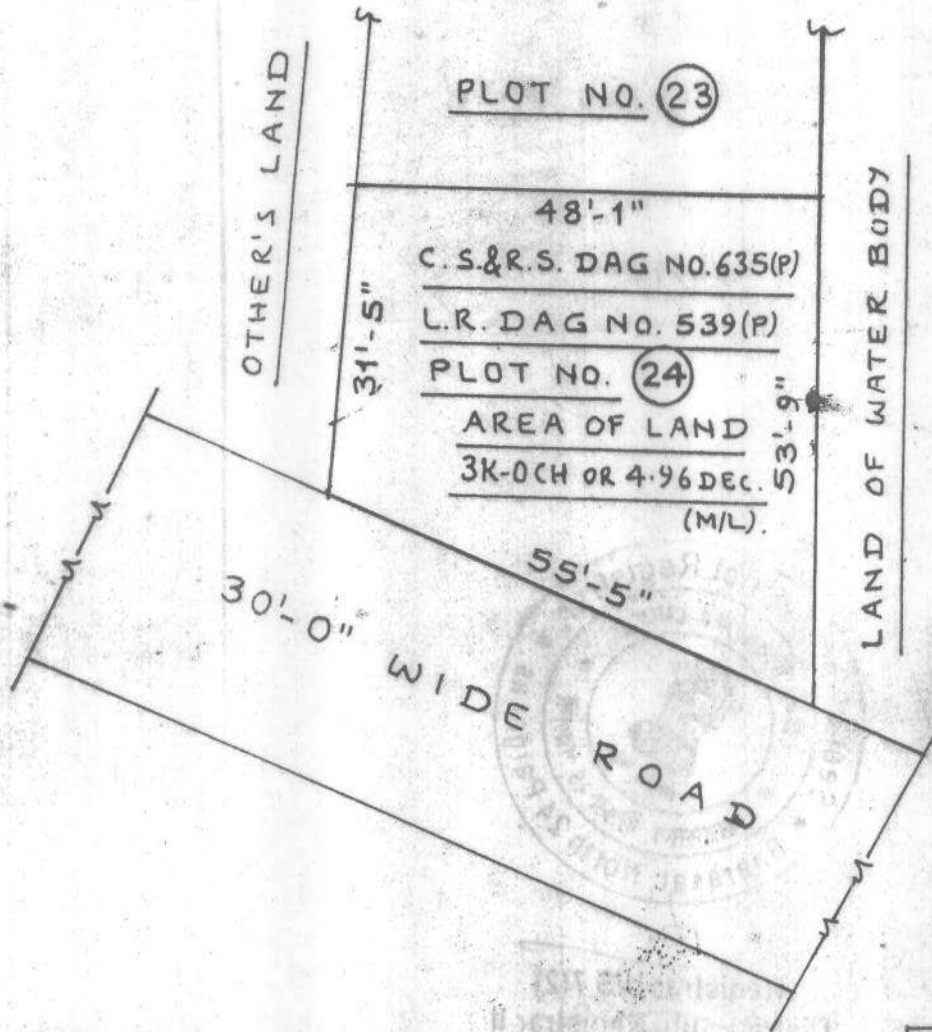 OTHER'S LAND
PLOT NO. 23
48'-1"
C.S.&R.S. DAG NO.635(P)
L.R. DAG NO. 539(P)
PLOT NO. 24
AREA OF LAND
3K-0CH OR 4.96 DEC.
(M/L).
31'-5"
53'-9"
LAND OF WATER BODY
55'-5"
30'-0" WIDE ROAD